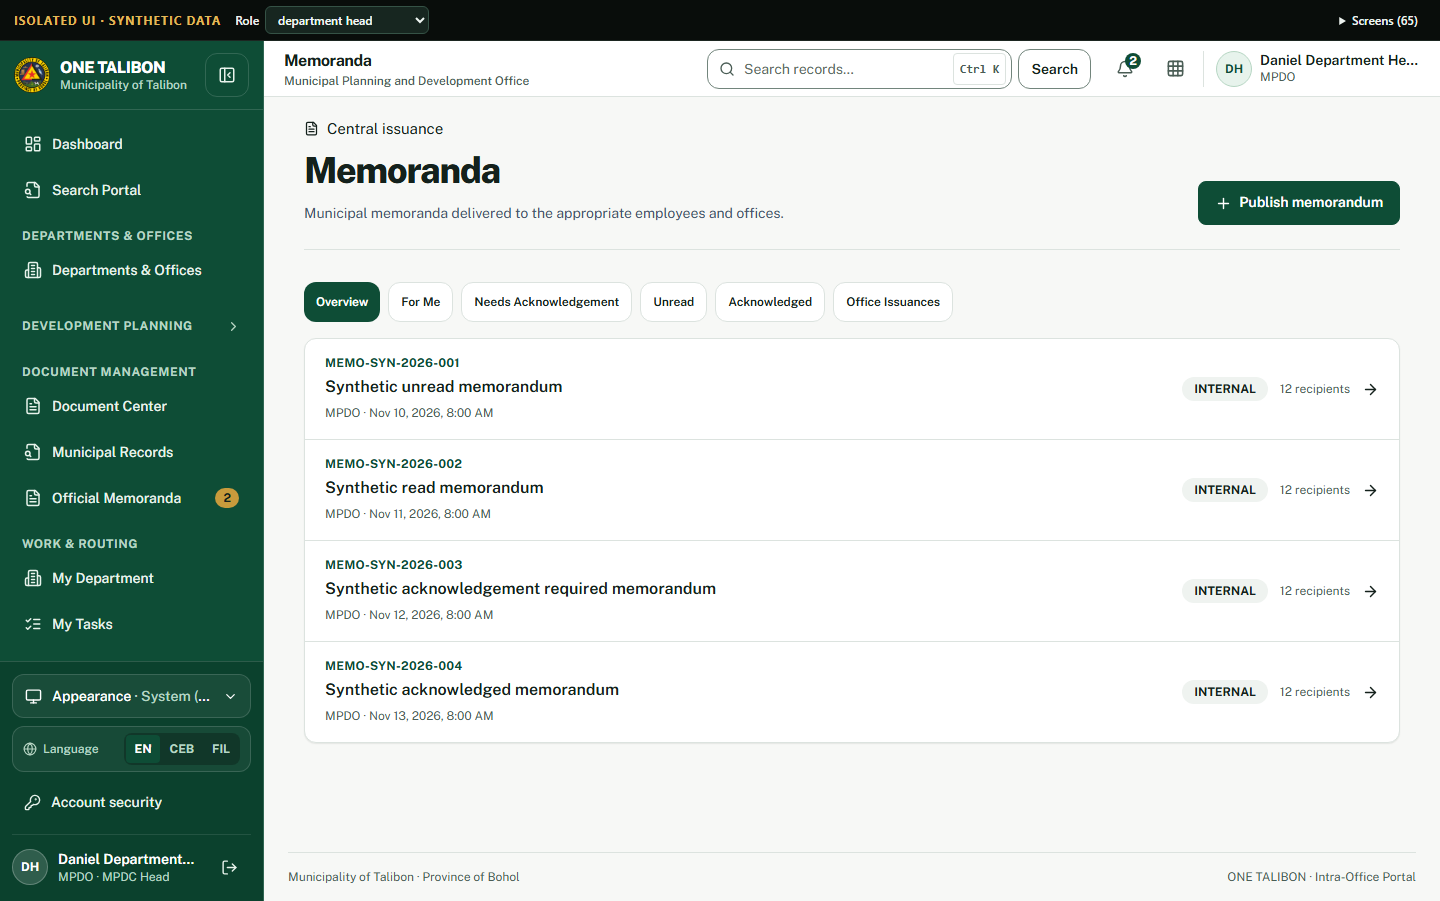 ISOLATED UI · SYNTHETIC DATA Role department head Screens (65)
ONE TALIBON
Municipality of Talibon
Memoranda
Municipal Planning and Development Office
Search records... Ctrl K Search 2 DH Daniel Department He...
MPDO
Dashboard
Search Portal
DEPARTMENTS & OFFICES
Departments & Offices
DEVELOPMENT PLANNING
DOCUMENT MANAGEMENT
Document Center
Municipal Records
Official Memoranda 2
WORK & ROUTING
My Department
My Tasks
Appearance · System (...
Language EN CEB FIL
Account security
DH Daniel Department...
MPDO · MPDC Head
Central issuance
Memoranda
Municipal memoranda delivered to the appropriate employees and offices.
Publish memorandum
Overview For Me Needs Acknowledgement Unread Acknowledged Office Issuances
MEMO-SYN-2026-001
Synthetic unread memorandum
MPDO · Nov 10, 2026, 8:00 AM
INTERNAL 12 recipients
MEMO-SYN-2026-002
Synthetic read memorandum
MPDO · Nov 11, 2026, 8:00 AM
INTERNAL 12 recipients
MEMO-SYN-2026-003
Synthetic acknowledgement required memorandum
MPDO · Nov 12, 2026, 8:00 AM
INTERNAL 12 recipients
MEMO-SYN-2026-004
Synthetic acknowledged memorandum
MPDO · Nov 13, 2026, 8:00 AM
INTERNAL 12 recipients
Municipality of Talibon · Province of Bohol
ONE TALIBON · Intra-Office Portal